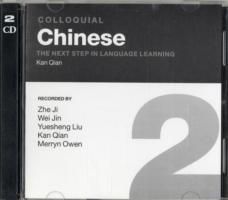 2
CD
COLLOQUIAL
Chinese
THE NEXT STEP IN LANGUAGE LEARNING
Kan Qian
RECORDED BY
Zhe Ji
Wei Jin
Yuesheng Liu
Kan Qian
Merryn Owen
2